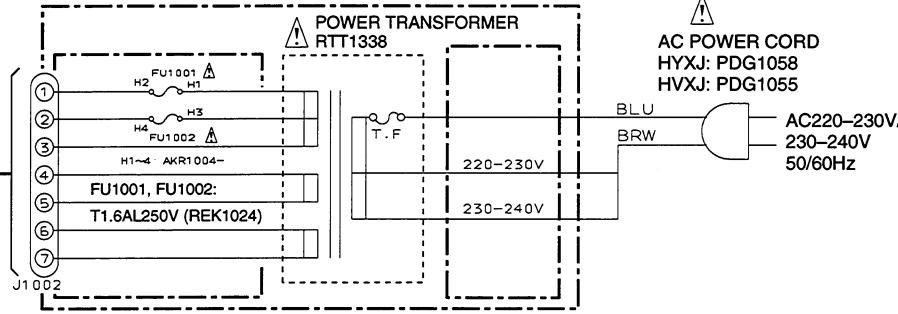 POWER TRANSFORMER
RTT1338
AC POWER CORD
HYXJ: PDG1058
HVXJ: PDG1055
FU1001
H2 H1
1
H3
2
H4
FU1002
3
H1~4 AKR1004-
4
FU1001, FU1002:
5
T1.6AL250V (REK1024)
6
7
J1002
T.F
BLU
BRW
220-230V
230-240V
AC220–230V/
230–240V
50/60Hz